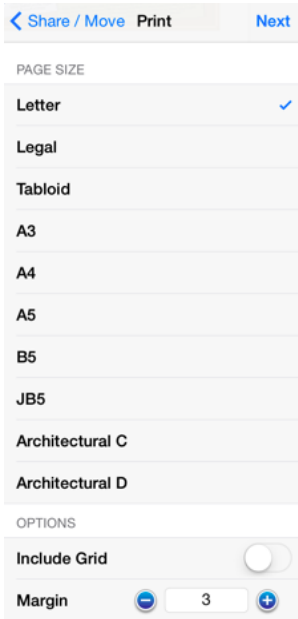 Share / Move Print Next
PAGE SIZE
Letter
Legal
Tabloid
A3
A4
A5
B5
JB5
Architectural C
Architectural D
OPTIONS
Include Grid
Margin 3